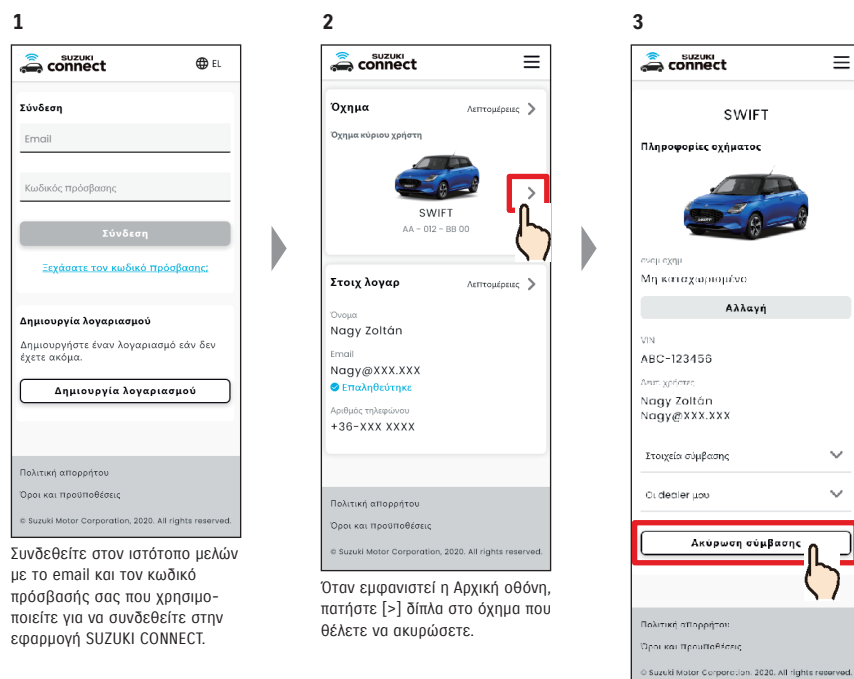 1
SUZUKI
connect
EL
Σύνδεση
Email
Κωδικός πρόσβασης
Σύνδεση
Ξεχάσατε τον κωδικό πρόσβασης;
Δημιουργία λογαριασμού
Δημιουργήστε έναν λογαριασμό εάν δεν
έχετε ακόμα.
Δημιουργία λογαριασμού
Πολιτική απορρήτου
Όροι και προϋποθέσεις
© Suzuki Motor Corporation, 2020. All rights reserved.
Συνδεθείτε στον ιστότοπο μελών
με το email και τον κωδικό
πρόσβασής σας που χρησιμο-
ποιείτε για να συνδεθείτε στην
εφαρμογή SUZUKI CONNECT.
2
SUZUKI
connect
Όχημα
Λεπτομέρειες
Όχημα κύριου χρήστη
SWIFT
AA - 012 - BB 00
Στοιχ λογαρ
Λεπτομέρειες
Όνομα
Nagy Zoltán
Email
Nagy@XXX.XXX
Επαληθεύτηκε
Αριθμός τηλεφώνου
+36-XXX XXXX
Πολιτική απορρήτου
Όροι και προϋποθέσεις
© Suzuki Motor Corporation, 2020. All rights reserved.
Όταν εμφανιστεί η Αρχική οθόνη,
πατήστε [>] δίπλα στο όχημα που
θέλετε να ακυρώσετε.
3
SUZUKI
connect
SWIFT
Πληροφορίες οχήματος
ονομ οχημ
Μη καταχωρισμένο
Αλλαγή
VIN
ABC-123456
Δευτ. χρήστες
Nagy Zoltán
Nagy@XXX.XXX
Στοιχεία σύμβασης
Οι dealer μου
Ακύρωση σύμβασης
Πολιτική απορρήτου
Όροι και προϋποθέσεις
© Suzuki Motor Corporation, 2020. All rights reserved.